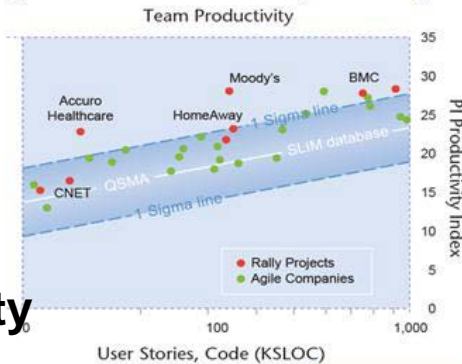 Team Productivity
35
30
25
20
15
10
5
0
PI Productivity Index
Moody's
BMC
Accuro
Healthcare
HomeAway
1 Sigma line
SLIM database
QSMA
CNET
1 Sigma line
Rally Projects
Agile Companies
ty
0
100
1,000
User Stories, Code (KSLOC)